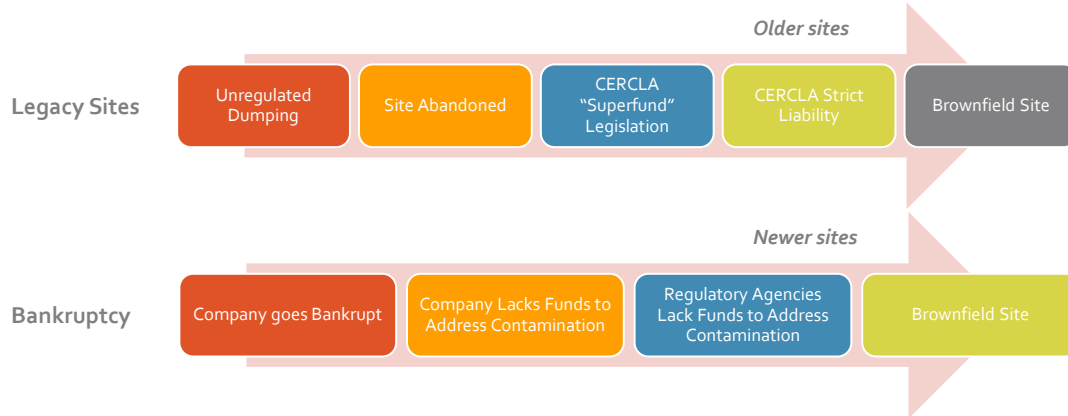 Older sites
Legacy Sites
Unregulated
Dumping
Site Abandoned
CERCLA
“Superfund”
Legislation
CERCLA Strict
Liability
Brownfield Site
Newer sites
Bankruptcy
Company goes Bankrupt
Company Lacks Funds to
Address Contamination
Regulatory Agencies
Lack Funds to Address
Contamination
Brownfield Site